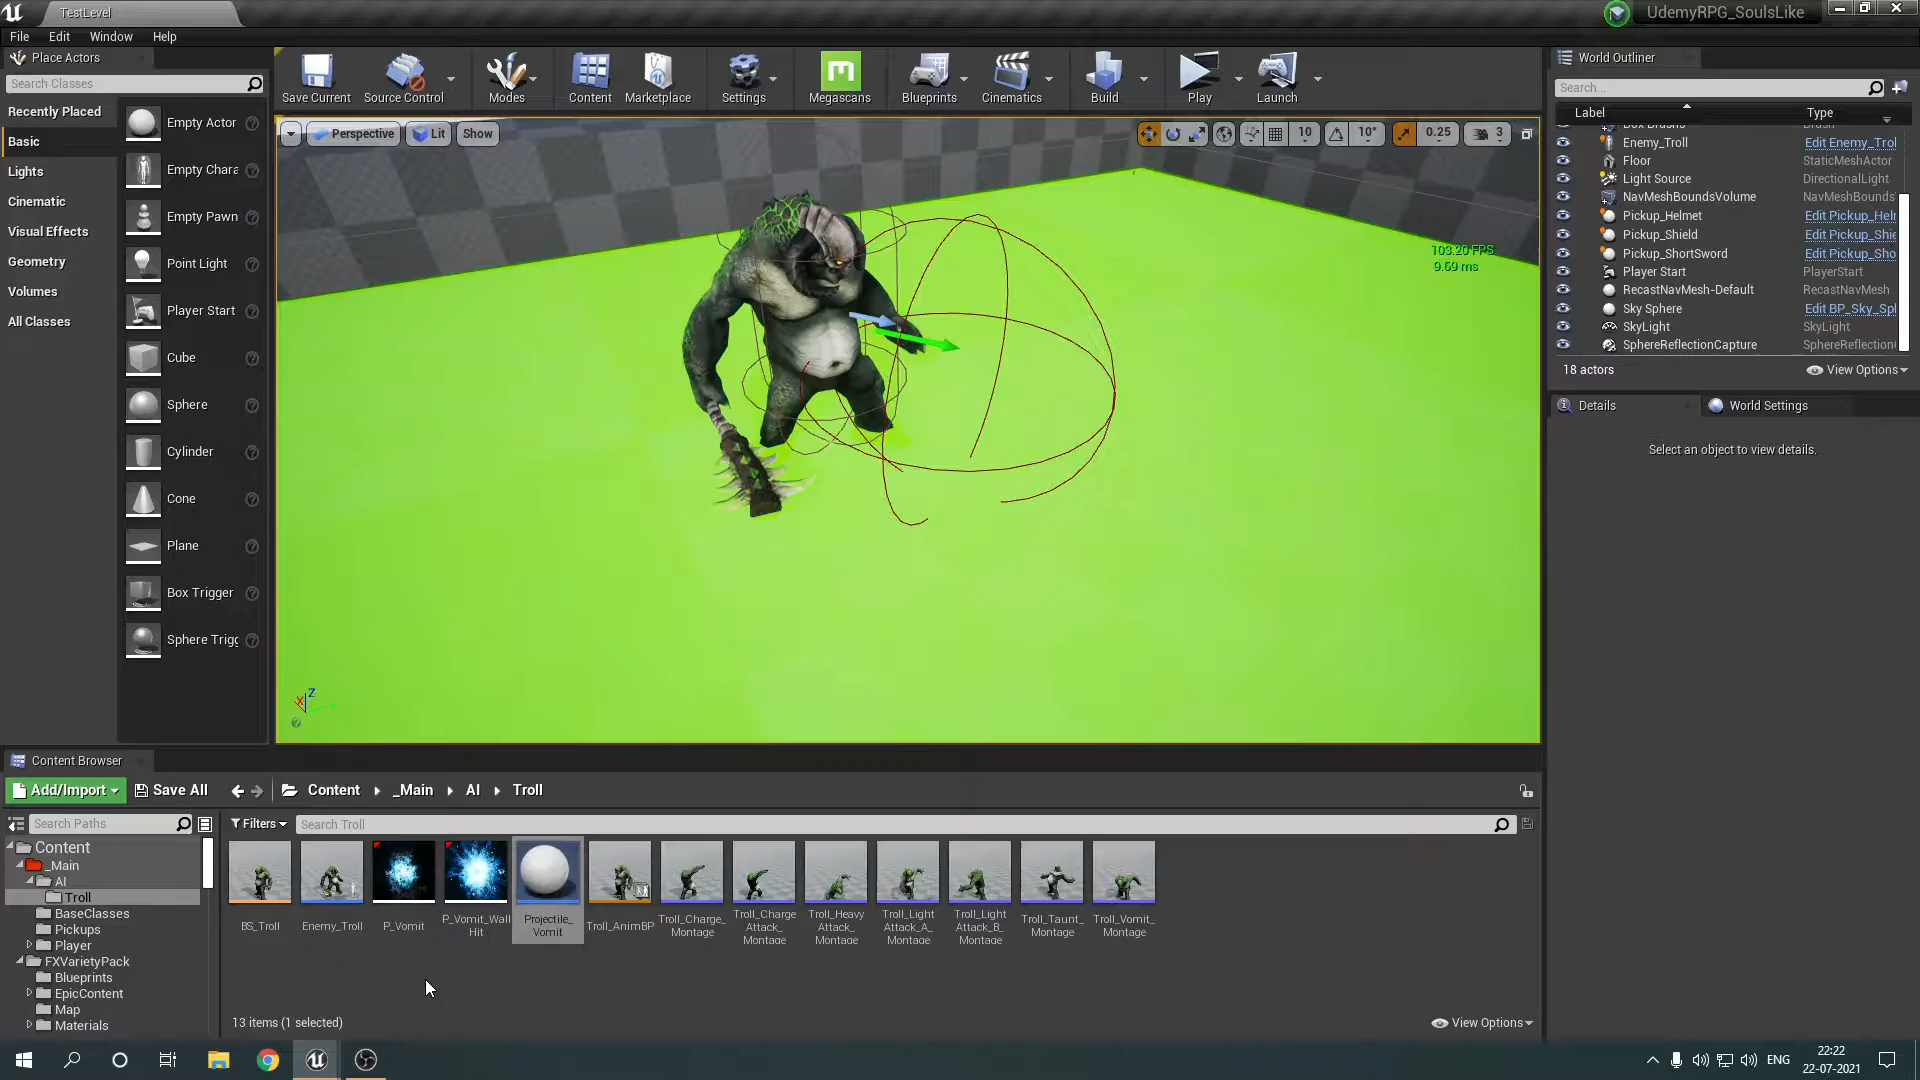 TestLevel
UdemyRPG_SoulsLike
File Edit Window Help
Place Actors
Search Classes
Recently Placed
Basic
Lights
Cinematic
Visual Effects
Geometry
Volumes
All Classes
Empty Actor
Empty Chara
Empty Pawn
Point Light
Player Start
Cube
Sphere
Cylinder
Cone
Plane
Box Trigger
Sphere Trigg
Save Current
Source Control
Modes
Content
Marketplace
Settings
Megascans
Blueprints
Cinematics
Build
Play
Launch
Perspective
Lit
Show
10
10°
0.25
3
103.20 FPS
9.69 ms
X
Z
World Outliner
Search...
Label Type
Enemy_Troll Edit Enemy_Trol
Floor StaticMeshActor
Light Source DirectionalLight
NavMeshBoundsVolume NavMeshBounds
Pickup_Helmet Edit Pickup_Heln
Pickup_Shield Edit Pickup_Shie
Pickup_ShortSword Edit Pickup_Sho
Player Start PlayerStart
RecastNavMesh-Default RecastNavMesh
Sky Sphere Edit BP_Sky_Sp
SkyLight SkyLight
SphereReflectionCapture SphereReflection
18 actors
View Options
Details
World Settings
Select an object to view details.
Content Browser
Add/Import
Save All
Content
_Main
AI
Troll
Search Paths
Filters
Search Troll
Content
_Main
AI
Troll
BaseClasses
Pickups
Player
FXVarietyPack
Blueprints
EpicContent
Map
Materials
BS_Troll
Enemy_Troll
P_Vomit
P_Vomit_Wall
Hit
Projectile_
Vomit
Troll_AnimBP
Troll_Charge_
Montage
Troll_Charge
Attack_
Montage
Troll_Heavy
Attack_
Montage
Troll_Light
Attack_A_
Montage
Troll_Light
Attack_B_
Montage
Troll_Taunt_
Montage
Troll_Vomit_
Montage
13 items (1 selected)
View Options
ENG
22:22
22-07-2021